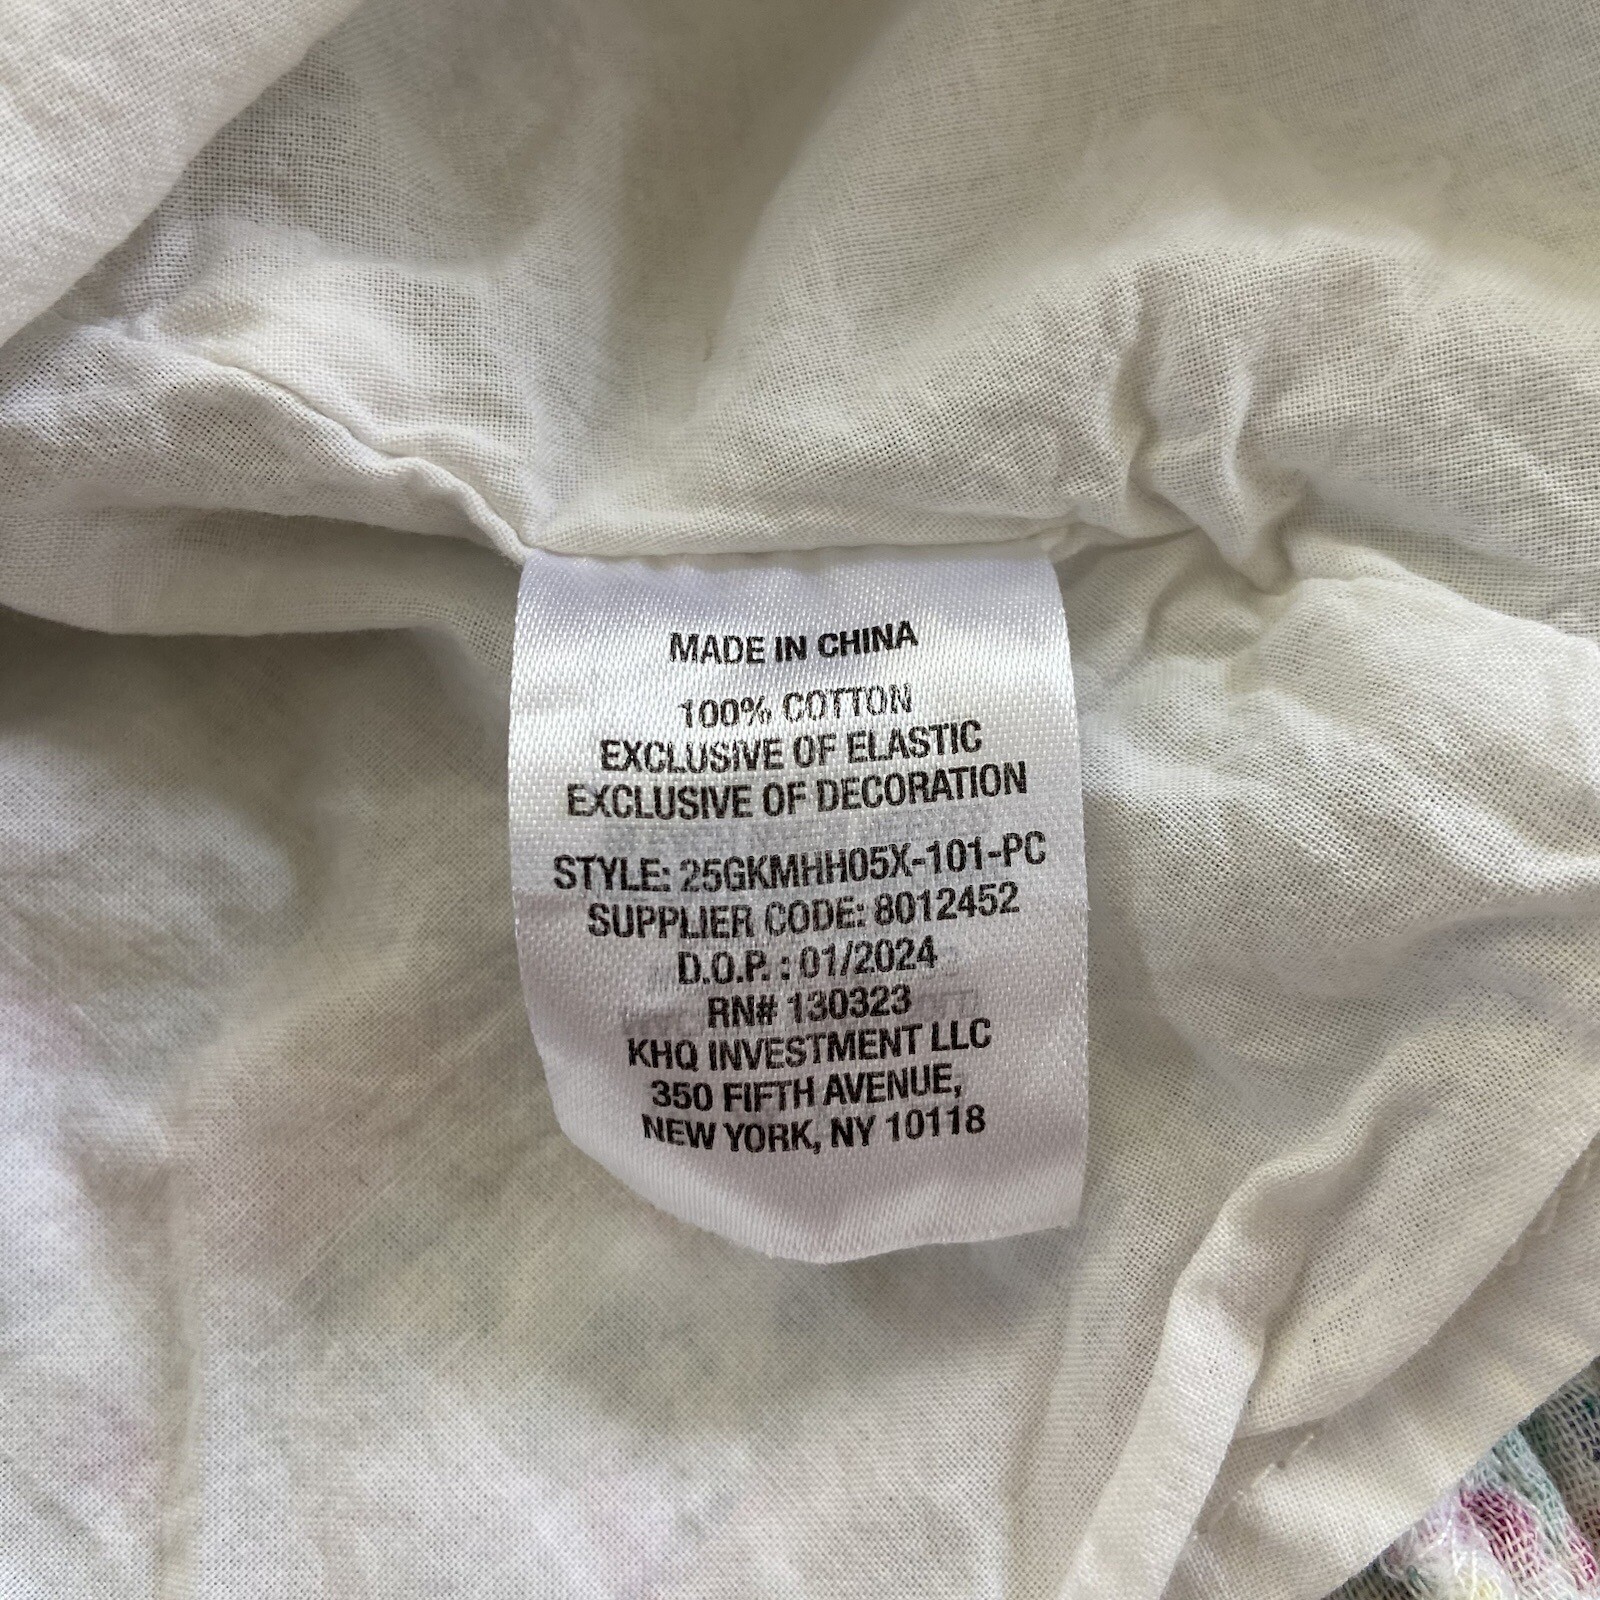 MADE IN CHINA
100% COTTON
EXCLUSIVE OF ELASTIC
EXCLUSIVE OF DECORATION
STYLE: 25GKMHH05X-101-PC
SUPPLIER CODE: 8012452
D.O.P. : 01/2024
RN# 130323
KHQ INVESTMENT LLC
350 FIFTH AVENUE,
NEW YORK, NY 10118